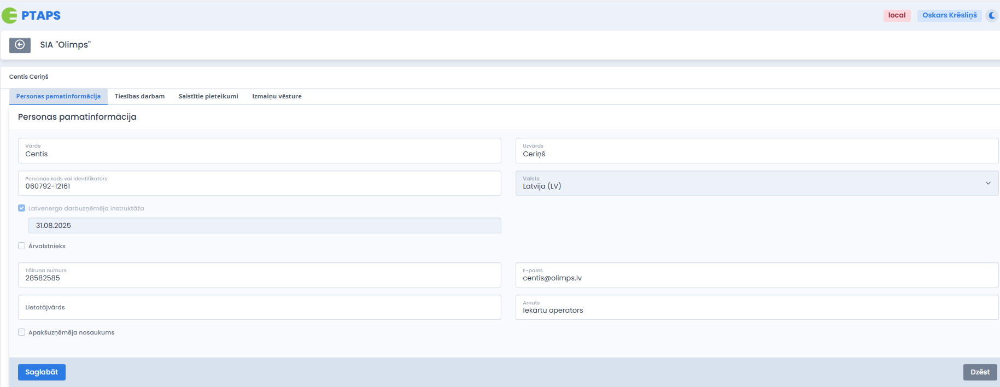 PTAPS
local
Oskars Krēsliņš
SIA "Olimps"
Centis Ceriņš
Personas pamatinformācija
Tiesības darbam
Saistītie pieteikumi
Izmaiņu vēsture
Personas pamatinformācija
Vārds
Centis
Uzvārds
Ceriņš
Personas kods vai identifikators
060792-12161
Valsts
Latvija (LV)
Latvenergo darbuzņēmēja instruktāža
31.08.2025
Ārvalstnieks
Tālruņa numurs
28582585
E-pasts
centis@olimps.lv
Lietotājvārds
Amats
Iekārtu operators
Apakšuzņēmēja nosaukums
Saglabāt
Dzēst